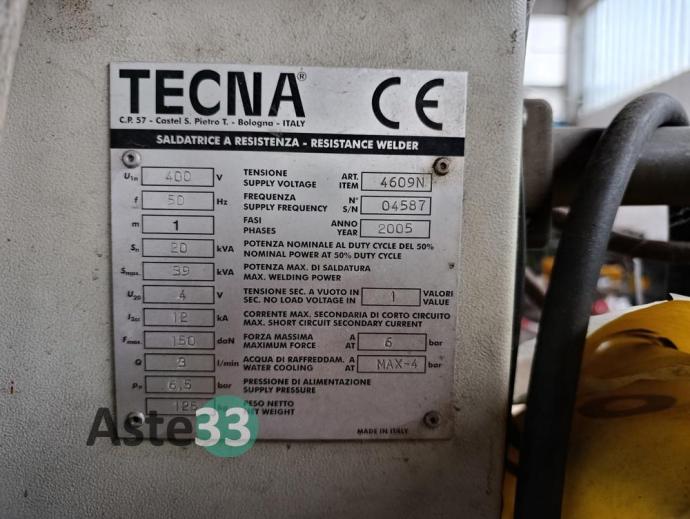 TECNA® CE
C.P. 57 - Castel S. Pietro T. - Bologna - ITALY
SALDATRICE A RESISTENZA - RESISTANCE WELDER
U1n 400 V TENSIONE SUPPLY VOLTAGE ART. ITEM 4609N
f 50 Hz FREQUENZA SUPPLY FREQUENCY N° S/N 04587
m 1 FASI PHASES ANNO YEAR 2005
Sn 20 kVA POTENZA NOMINALE AL DUTY CYCLE DEL 50% NOMINAL POWER AT 50% DUTY CYCLE
Smax. 39 kVA POTENZA MAX. DI SALDATURA MAX. WELDING POWER
U20 4 V TENSIONE SEC. A VUOTO IN SEC. NO LOAD VOLTAGE IN 1 VALORI VALUE
I2cc 12 kA CORRENTE MAX. SECONDARIA DI CORTO CIRCUITO MAX. SHORT CIRCUIT SECONDARY CURRENT
Fmax. 150 daN FORZA MASSIMA MAXIMUM FORCE A AT 6 bar
Q 3 l/min ACQUA DI RAFFREDDAM. WATER COOLING A AT MAX-4 bar
Pn 6,5 bar PRESSIONE DI ALIMENTAZIONE SUPPLY PRESSURE
PESO NETTO NET WEIGHT
MADE IN ITALY
Aste33